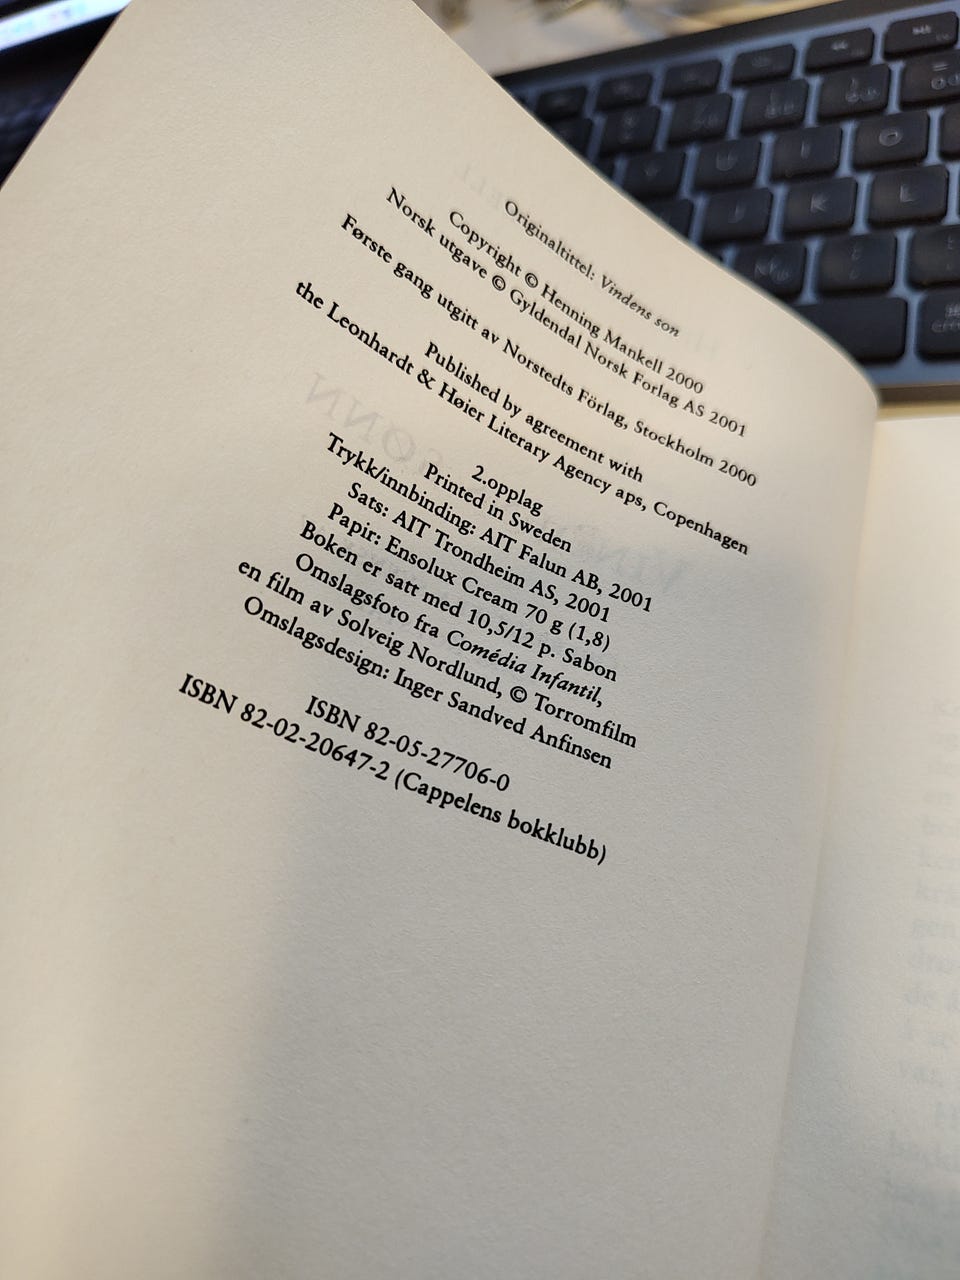 Originaltittel: Vindens son
Copyright © Henning Mankell 2000
Norsk utgave © Gyldendal Norsk Forlag AS 2001
Første gang utgitt av Norstedts Förlag, Stockholm 2000
Published by agreement with
the Leonhardt & Høier Literary Agency aps, Copenhagen
2.opplag
Printed in Sweden
Trykk/innbinding: AIT Falun AB, 2001
Sats: AIT Trondheim AS, 2001
Papir: Ensolux Cream 70 g (1,8)
Boken er satt med 10,5/12 p. Sabon
Omslagsfoto fra Comédia Infantil,
en film av Solveig Nordlund, © Torromfilm
Omslagsdesign: Inger Sandved Anfinsen
ISBN 82-05-27706-0
ISBN 82-02-20647-2 (Cappelens bokklubb)